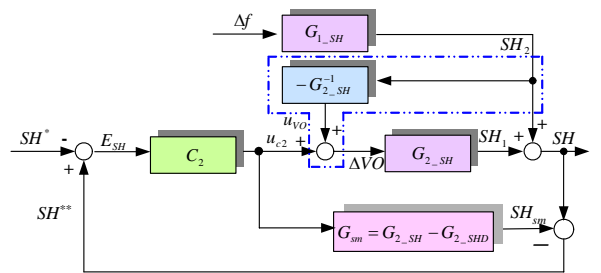 Δf
G_{1_SH}
SH_2
-G_{2_SH}^{-1}
u_{VO}
+
+
SH^*
-
E_{SH}
C_2
u_{c2}
+
ΔVO
G_{2_SH}
SH_1
+
SH
+
SH^{**}
G_{sm} = G_{2_SH} - G_{2_SHD}
SH_{sm}
−